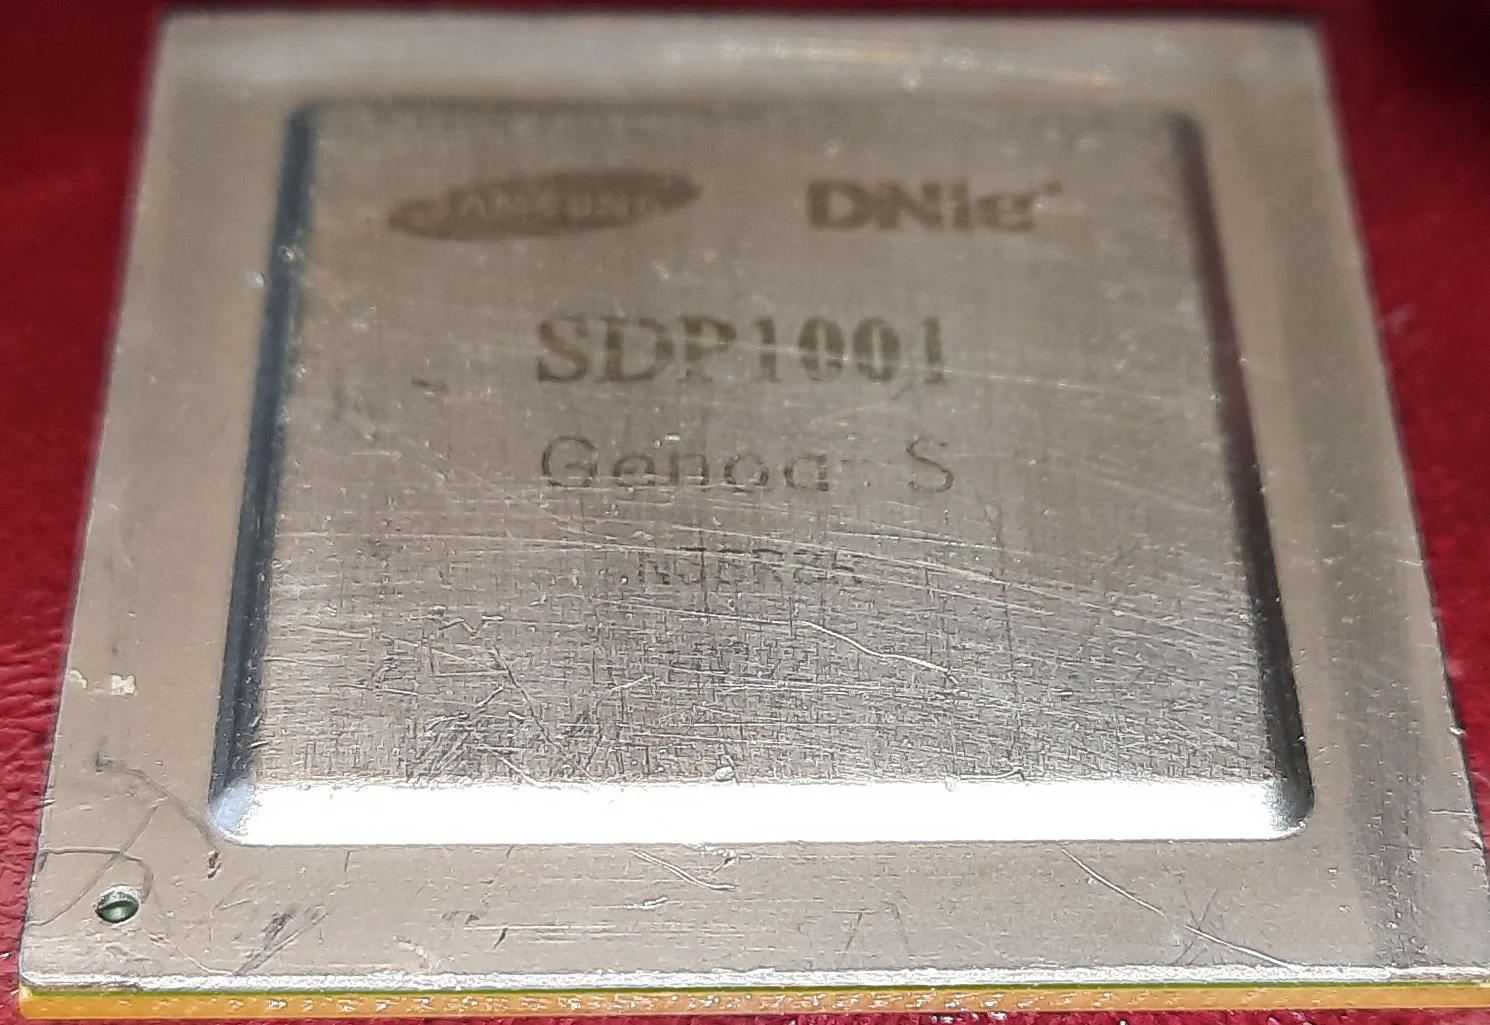 SAMSUNG DNIe
SDP1001
Genoa-S